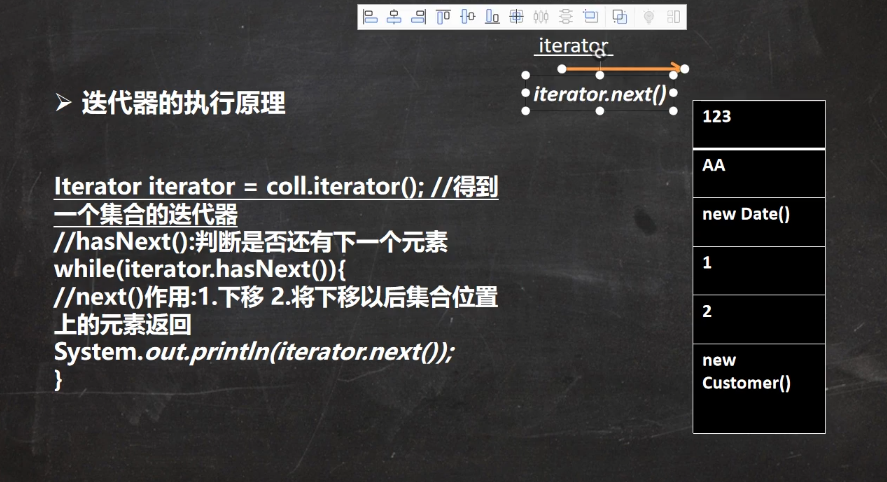 iterator
iterator.next()
➢ 迭代器的执行原理
Iterator iterator = coll.iterator(); //得到
一个集合的迭代器
//hasNext():判断是否还有下一个元素
while(iterator.hasNext()){
//next()作用:1.下移 2.将下移以后集合位置
上的元素返回
System.out.println(iterator.next());
}
123
AA
new Date()
1
2
new
Customer()